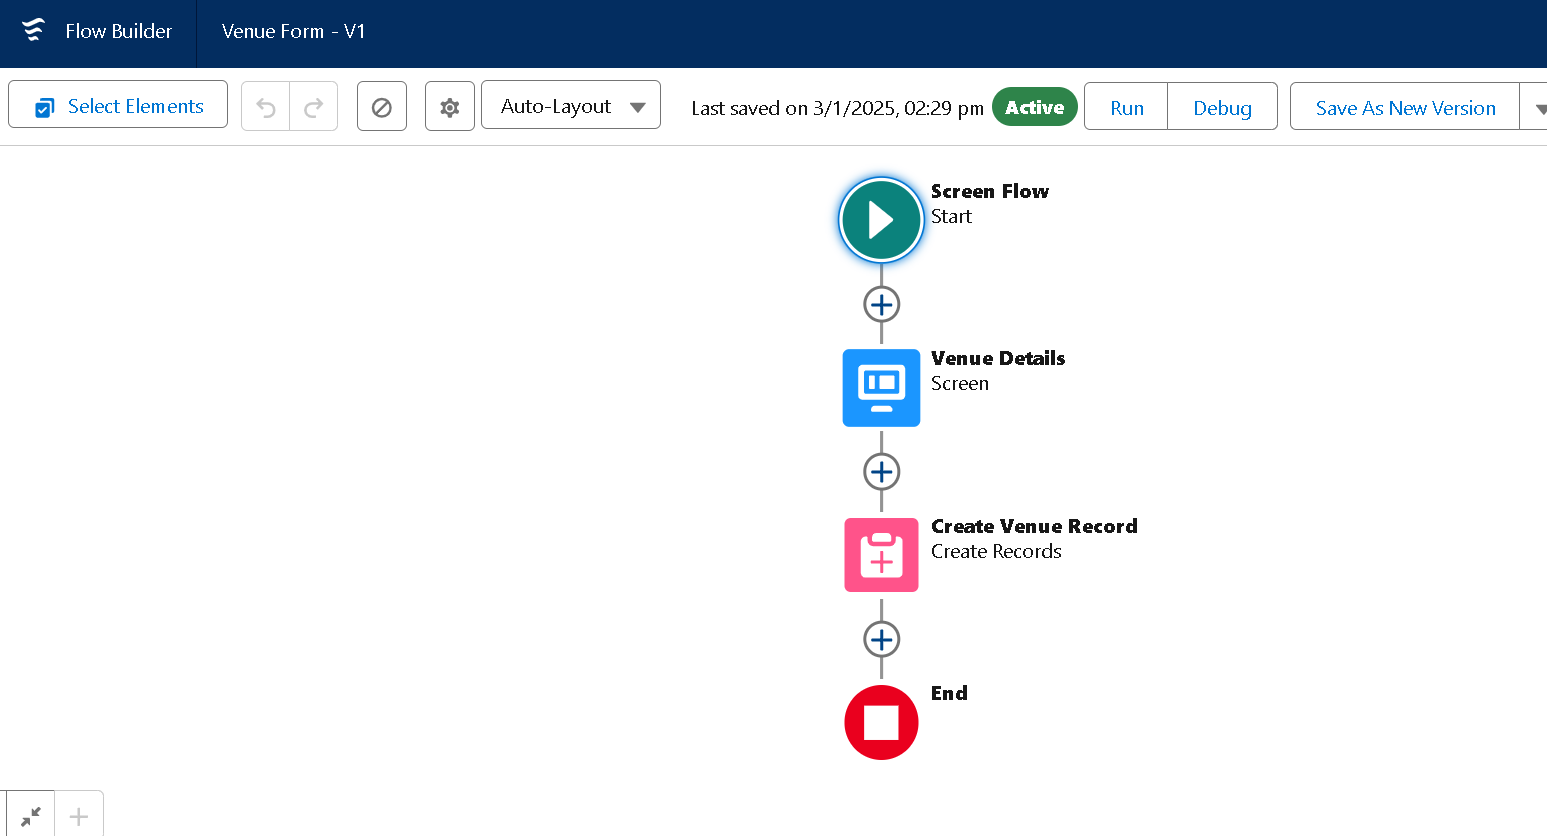 Flow Builder
Venue Form - V1
Select Elements
Auto-Layout
Last saved on 3/1/2025, 02:29 pm
Active
Run
Debug
Save As New Version
Screen Flow
Start
Venue Details
Screen
Create Venue Record
Create Records
End